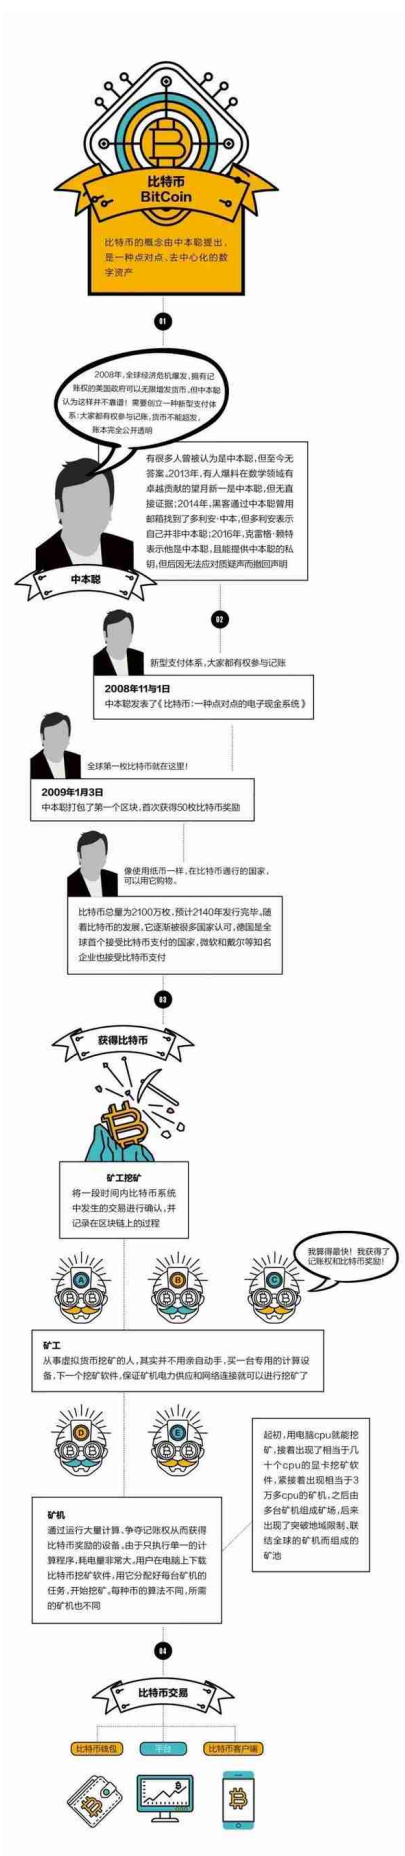 比特币
BitCoin
比特币的概念由中本聪提出，
是一种点对点、去中心化的数
字资产
01
2008年，全球经济危机爆发，拥有记
账权的美国政府可以无限增发货币，但中本聪
认为这样并不靠谱！需要创立一种新型支付体
系：大家都有权参与记账，货币不能超发，
账本完全公开透明
有很多人曾被认为是中本聪，但至今无
答案。2013年，有人爆料在数学领域有
卓越贡献的望月新一是中本聪，但无直
接证据；2014年，黑客通过中本聪曾用
邮箱找到了多利安·中本，但多利安表示
自己并非中本聪；2016年，克雷格·赖特
表示他是中本聪，且能提供中本聪的私
钥，但后因无法应对质疑声而撤回声明
中本聪
02
新型支付体系，大家都有权参与记账
2008年11与1日
中本聪发表了《比特币：一种点对点的电子现金系统》
全球第一枚比特币就在这里！
2009年1月3日
中本聪打包了第一个区块，首次获得50枚比特币奖励
像使用纸币一样，在比特币通行的国家，
可以用它购物。
比特币总量为2100万枚，预计2140年发行完毕。随
着比特币的发展，它逐渐被很多国家认可，德国是全
球首个接受比特币支付的国家，微软和戴尔等知名
企业也接受比特币支付
03
获得比特币
矿工挖矿
将一段时间内比特币系统
中发生的交易进行确认，并
记录在区块链上的过程
我算得最快！我获得了
记账权和比特币奖励！
A
B
C
矿工
从事虚拟货币挖矿的人，其实并不用亲自动手，买一台专用的计算设
备，下一个挖矿软件，保证矿机电力供应和网络连接就可以进行挖矿了
D
E
起初，用电脑cpu就能挖
矿，接着出现了相当于几
十个cpu的显卡挖矿软
件，紧接着出现相当于3
万多cpu的矿机，之后由
多台矿机组成矿场，后来
出现了突破地域限制、联
结全球的矿机而组成的
矿池
矿机
通过运行大量计算、争夺记账权从而获得
比特币奖励的设备。由于只执行单一的计
算程序，耗电量非常大，用户在电脑上下载
比特币挖矿软件，用它分配好每台矿机的
任务，开始挖矿。每种币的算法不同，所需
的矿机也不同
04
比特币交易
比特币钱包
平台
比特币客户端